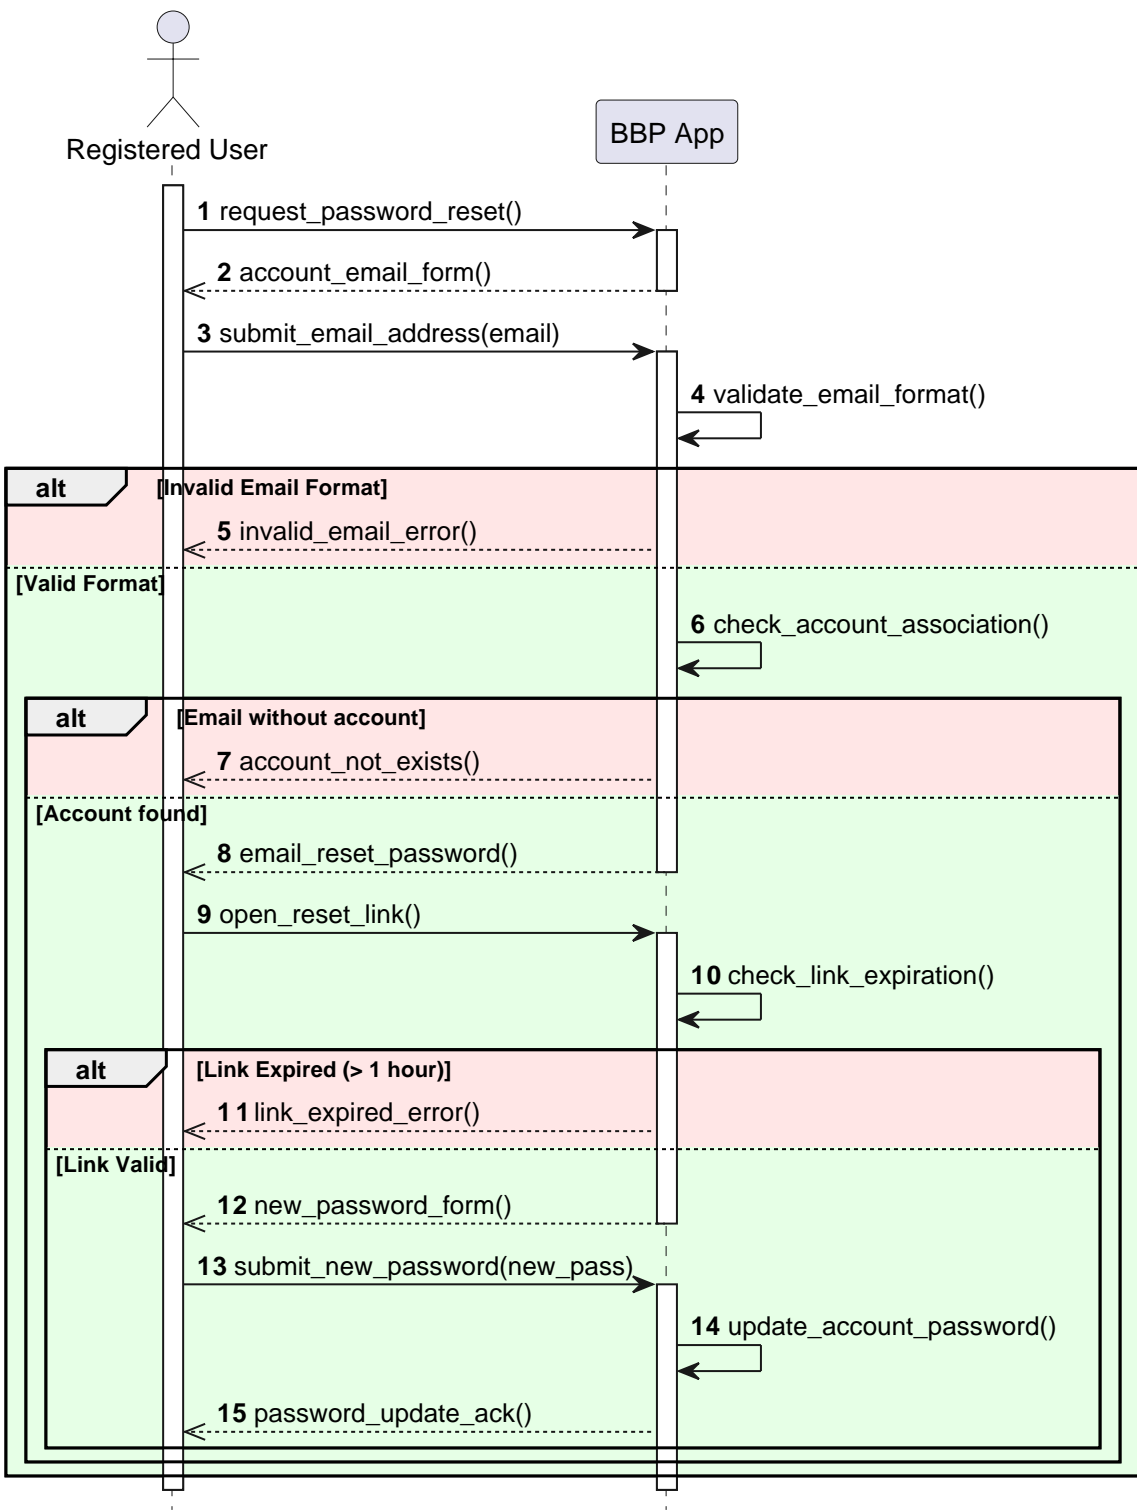 Registered User
BBP App
1 request_password_reset()
2 account_email_form()
3 submit_email_address(email)
4 validate_email_format()
alt [Invalid Email Format]
5 invalid_email_error()
[Valid Format]
6 check_account_association()
alt [Email without account]
7 account_not_exists()
[Account found]
8 email_reset_password()
9 open_reset_link()
10 check_link_expiration()
alt [Link Expired (> 1 hour)]
11 link_expired_error()
[Link Valid]
12 new_password_form()
13 submit_new_password(new_pass)
14 update_account_password()
15 password_update_ack()